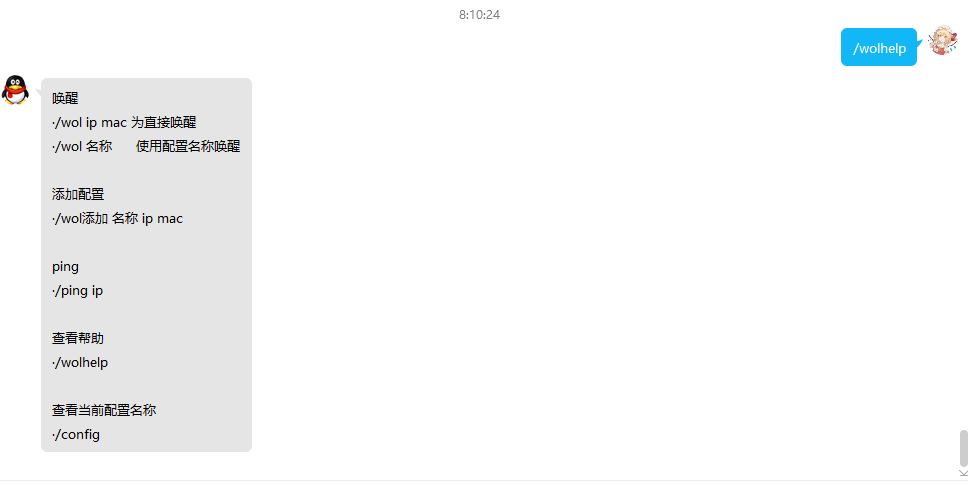 8:10:24
/wolhelp
唤醒
·/wol ip mac 为直接唤醒
·/wol 名称 使用配置名称唤醒
添加配置
·/wol添加 名称 ip mac
ping
·/ping ip
查看帮助
·/wolhelp
查看当前配置名称
·/config